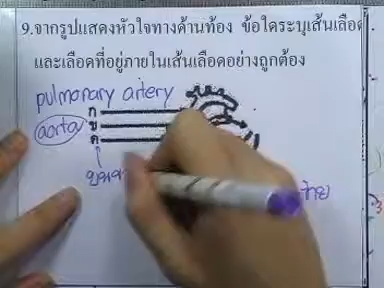 9.จากรูปแสดงหัวใจทางด้านท้อง ข้อใดระบุเส้นเลือด
และเลือดที่อยู่ภายในเส้นเลือดอย่างถูกต้อง
pulmonary artery ก
aorta ข
ค